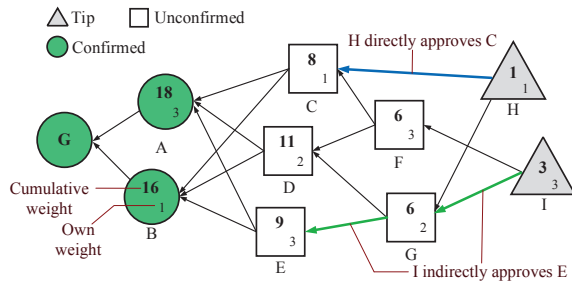 Tip
Unconfirmed
Confirmed
H directly approves C
8
1
C
1
1
H
18
3
A
6
3
F
G
11
2
D
3
3
I
Cumulative
weight
16
1
B
Own
weight
9
3
E
6
2
G
I indirectly approves E